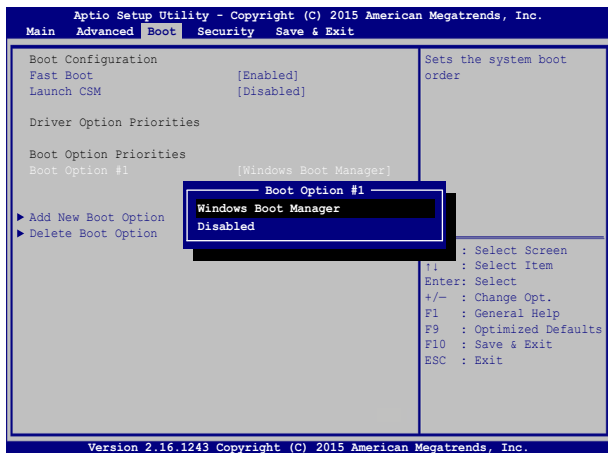 Aptio Setup Utility - Copyright (C) 2015 American Megatrends, Inc.
Main Advanced Boot Security Save & Exit
Boot Configuration
Fast Boot [Enabled]
Launch CSM [Disabled]
Driver Option Priorities
Boot Option Priorities
Boot Option #1 [Windows Boot Manager]
Add New Boot Option
Delete Boot Option
Boot Option #1
Windows Boot Manager
Disabled
Sets the system boot
order
: Select Screen
↑↓ : Select Item
Enter: Select
+/— : Change Opt.
F1 : General Help
F9 : Optimized Defaults
F10 : Save & Exit
ESC : Exit
Version 2.16.1243 Copyright (C) 2015 American Megatrends, Inc.